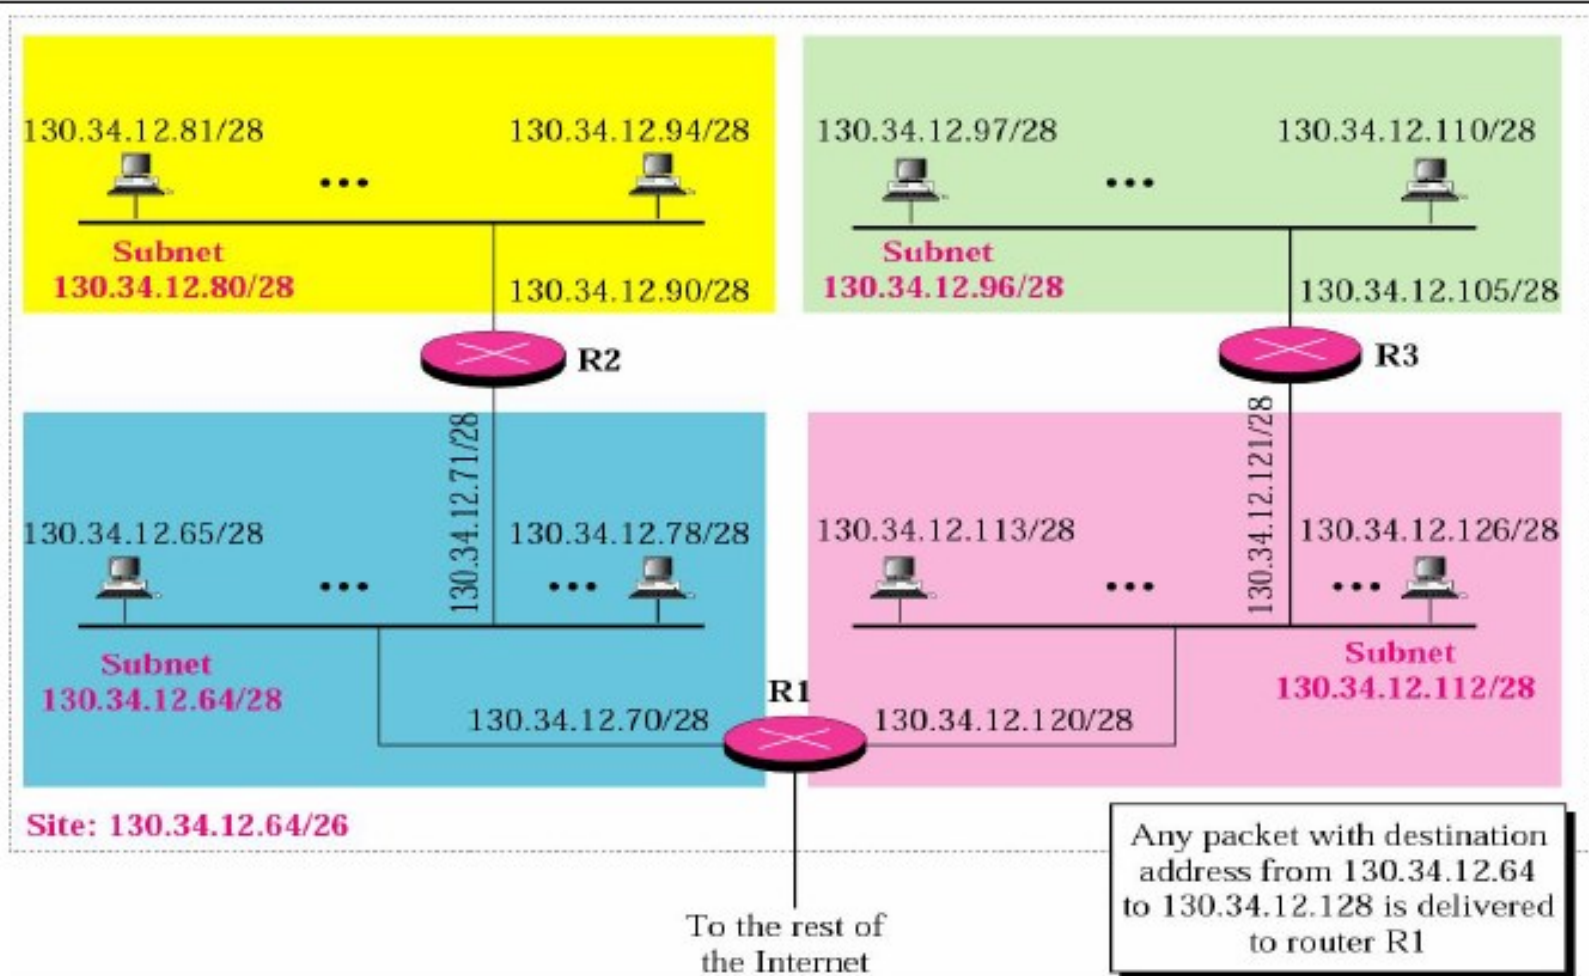 130.34.12.81/28
130.34.12.94/28
•••
Subnet
130.34.12.80/28
130.34.12.90/28
R2
130.34.12.97/28
130.34.12.110/28
•••
Subnet
130.34.12.96/28
130.34.12.105/28
R3
130.34.12.71/28
130.34.12.65/28
130.34.12.78/28
•••
•••
Subnet
130.34.12.64/28
130.34.12.70/28
R1
130.34.12.121/28
130.34.12.113/28
130.34.12.126/28
•••
•••
Subnet
130.34.12.112/28
130.34.12.120/28
Site: 130.34.12.64/26
To the rest of
the Internet
Any packet with destination
address from 130.34.12.64
to 130.34.12.128 is delivered
to router R1